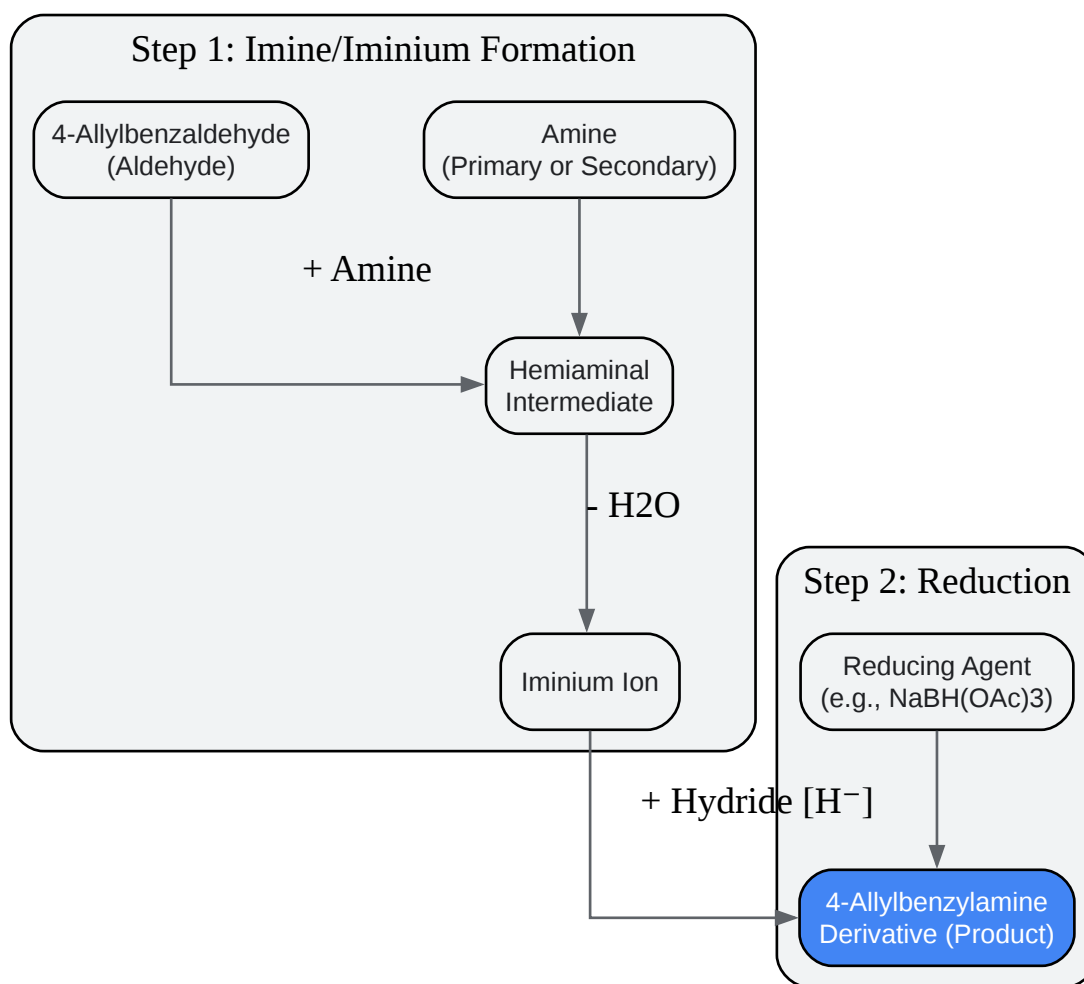 Step 1: Imine/Iminium Formation
4-Allylbenzaldehyde
(Aldehyde)
Amine
(Primary or Secondary)
+ Amine
Hemiaminal
Intermediate
- H2O
Iminium Ion
Step 2: Reduction
Reducing Agent
(e.g., NaBH(OAc)3)
+ Hydride [H⁻]
4-Allylbenzylamine
Derivative (Product)